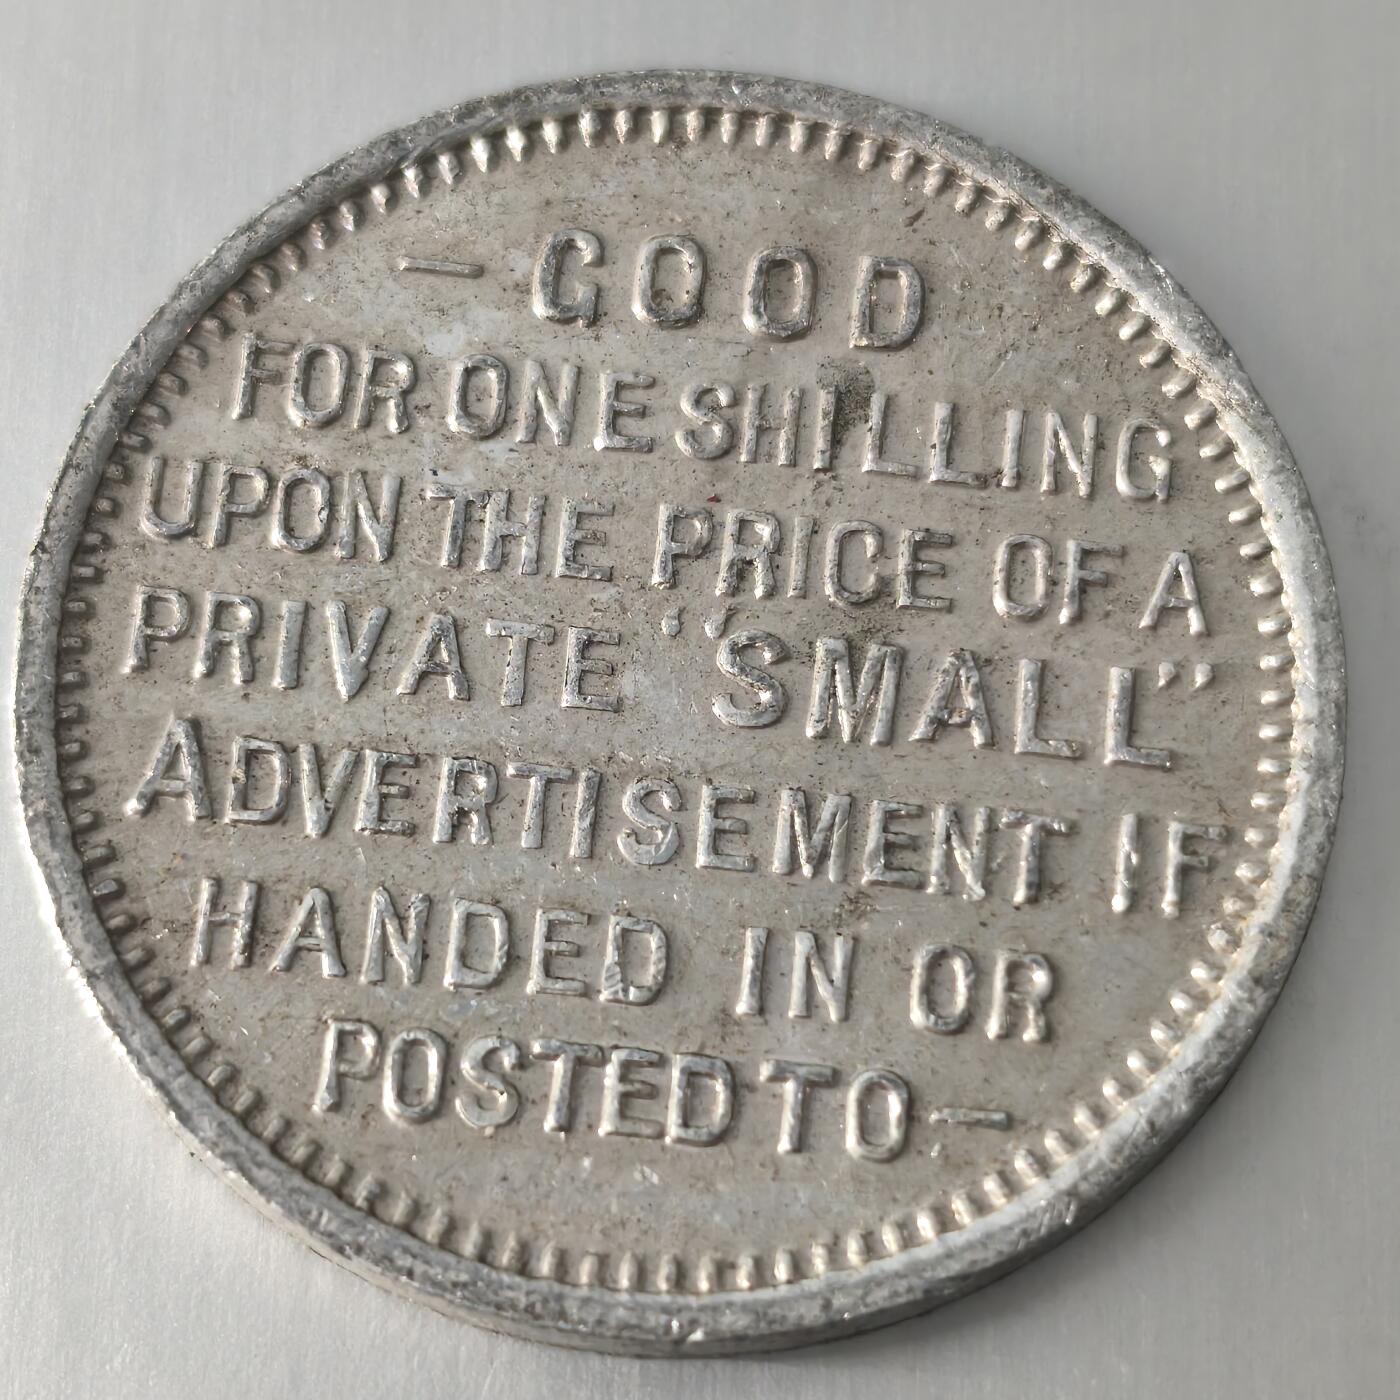 — GOOD
FOR ONE SHILLING
UPON THE PRICE OF A
PRIVATE “SMALL”
ADVERTISEMENT IF
HANDED IN OR
POSTED TO —